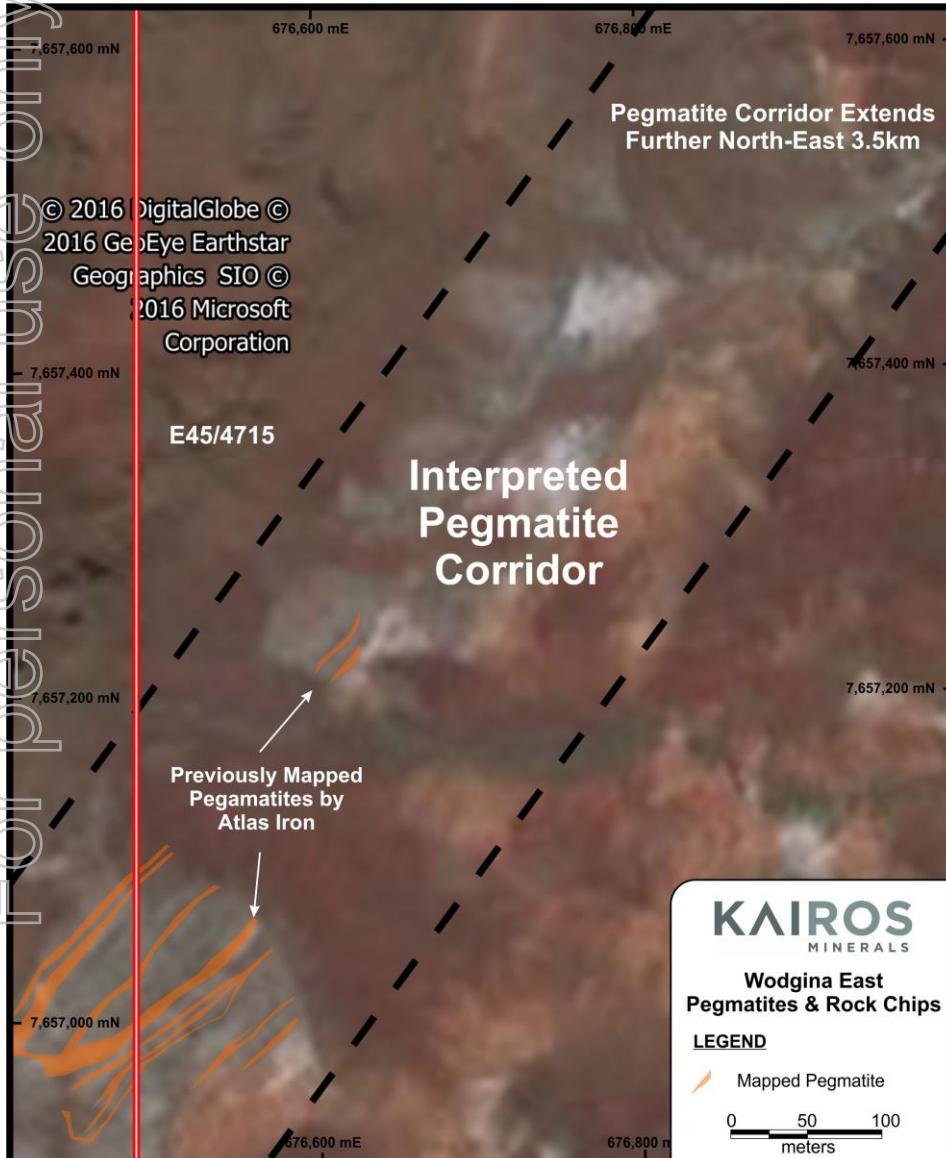 For personal use only
676,600 mE
676,800 mE
7,657,600 mN
7,657,600 mN
Pegmatite Corridor Extends
Further North-East 3.5km
© 2016 DigitalGlobe ©
2016 GeoEye Earthstar
Geographics SIO ©
2016 Microsoft
Corporation
7,657,400 mN
7,657,400 mN
E45/4715
Interpreted
Pegmatite
Corridor
7,657,200 mN
7,657,200 mN
Previously Mapped
Pegamatites by
Atlas Iron
7,657,000 mN
676,600 mE
676,800 m
KAIROS
MINERALS
Wodgina East
Pegmatites & Rock Chips
LEGEND
Mapped Pegmatite
0 50 100
meters